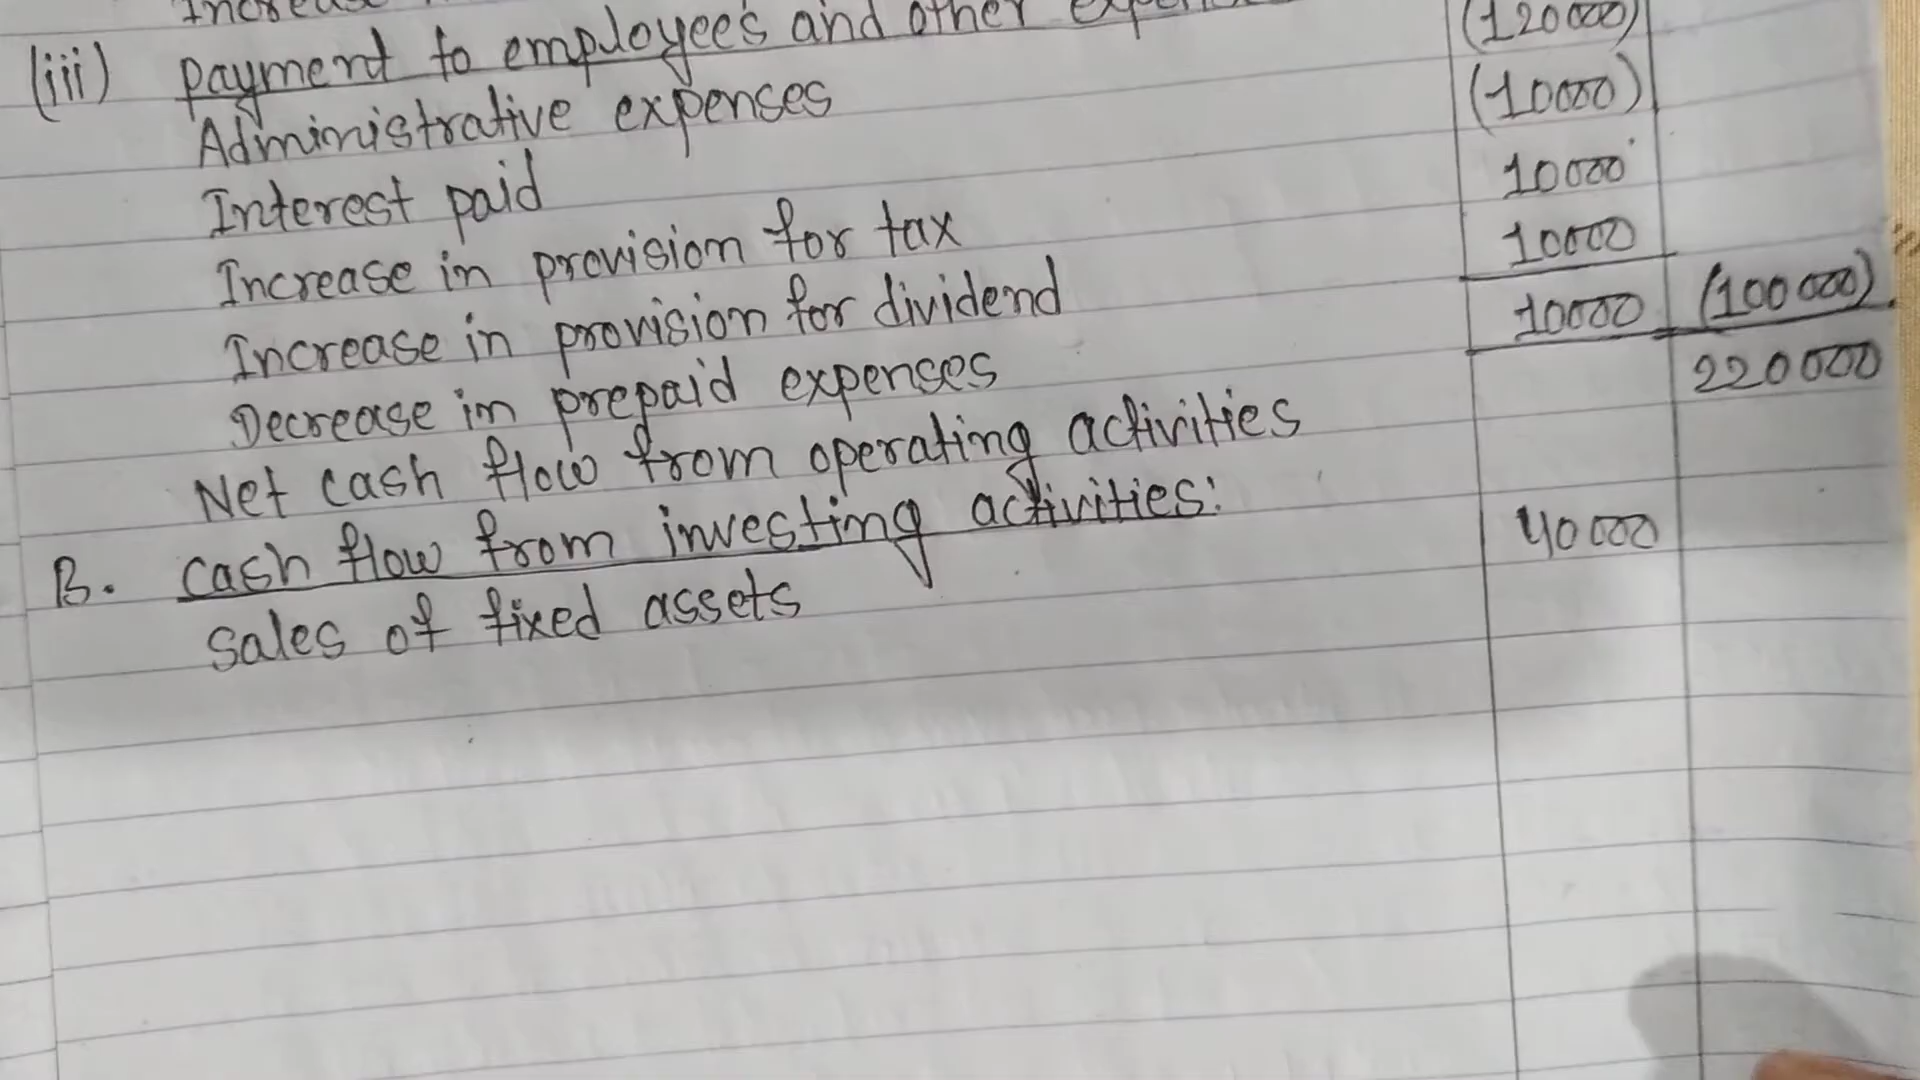 Increase
(iii) payment to employees and other
Administrative expenses (120000)
Interest paid (10000)
Increase in provision for tax 10000
Increase in provision for dividend 10000
Decrease in prepaid expenses 10000 (100000)
Net cash flow from operating activities 220000
B. cash flow from investing activities:
sales of fixed assets 40000